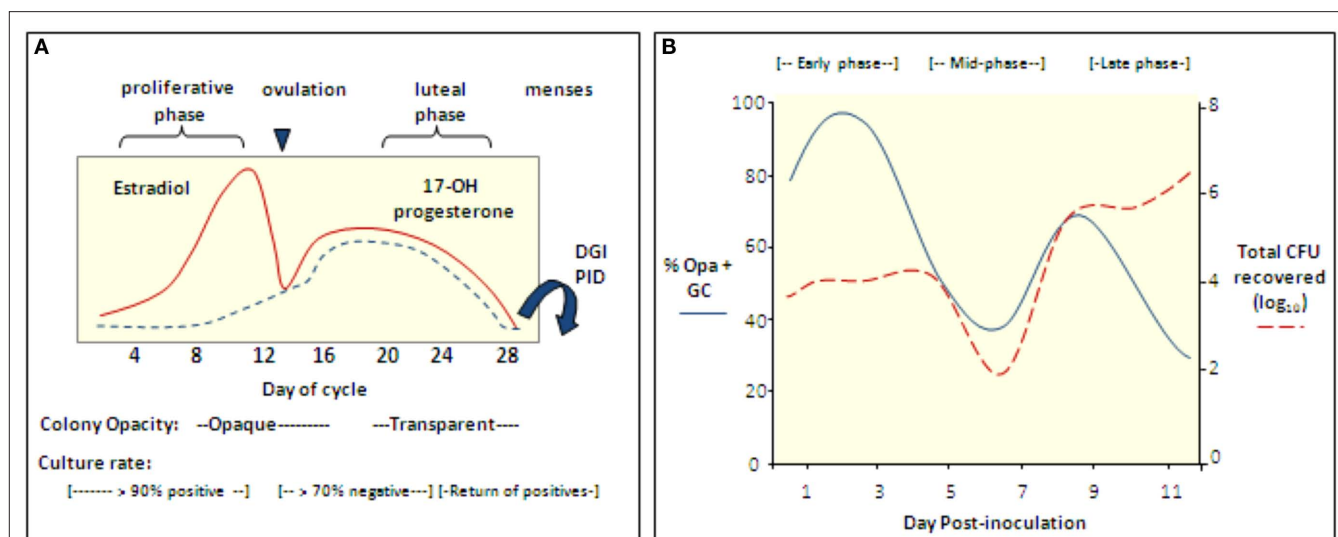 A
proliferative phase
ovulation
luteal phase
menses
Estradiol
17-OH progesterone
DGI
PID
4 8 12 16 20 24 28
Day of cycle
Colony Opacity: --Opaque--------- ---Transparent----
Culture rate:
[------- > 90% positive --] [-- > 70% negative---] [-Return of positives-]
B
[-- Early phase--] [-- Mid-phase--] [-Late phase-]
100
80
60
40
20
0
% Opa +
GC
8
6
4
2
0
Total CFU
recovered
(log₁₀)
1 3 5 7 9 11
Day Post-inoculation